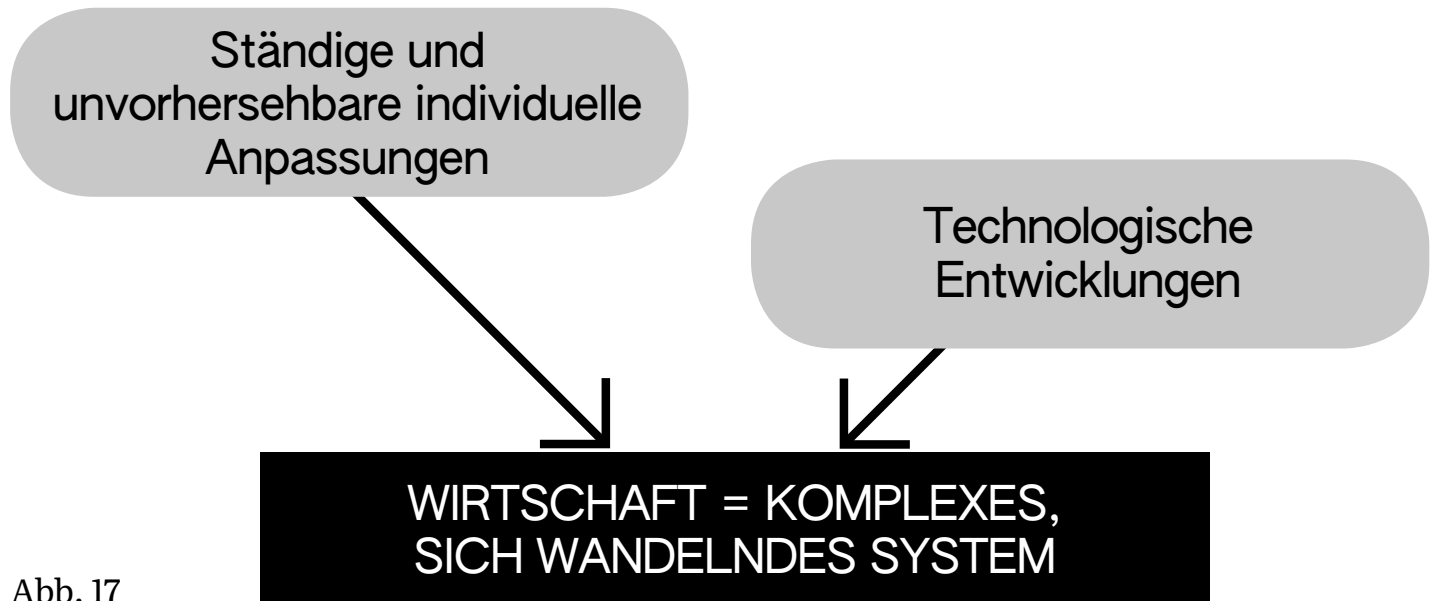 Ständige und
unvorhersehbare individuelle
Anpassungen
Technologische
Entwicklungen
WIRTSCHAFT = KOMPLEXES,
SICH WANDELNDES SYSTEM
Abb. 17